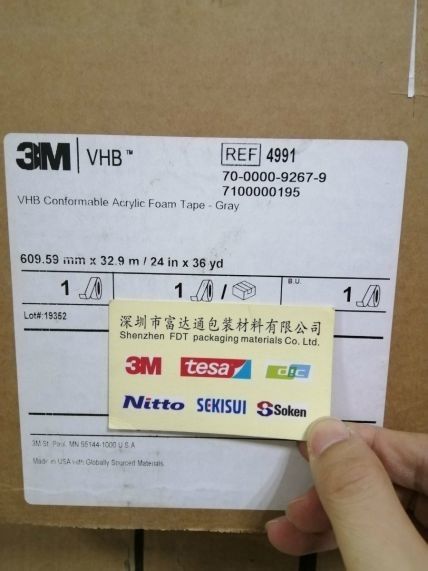 3M VHB™ REF 4991
70-0000-9267-9
7100000195
VHB Conformable Acrylic Foam Tape - Gray
609.59 mm x 32.9 m / 24 in x 36 yd
1 1 / B.U. 1
Lot#:19352
深圳市富达通包装材料有限公司
Shenzhen FDT packaging materials Co. Ltd.
3M tesa dic
Nitto SEKISUI Soken
3M St. Paul, MN 55144-1000 U.S.A
Made in USA with Globally Sourced Materials.